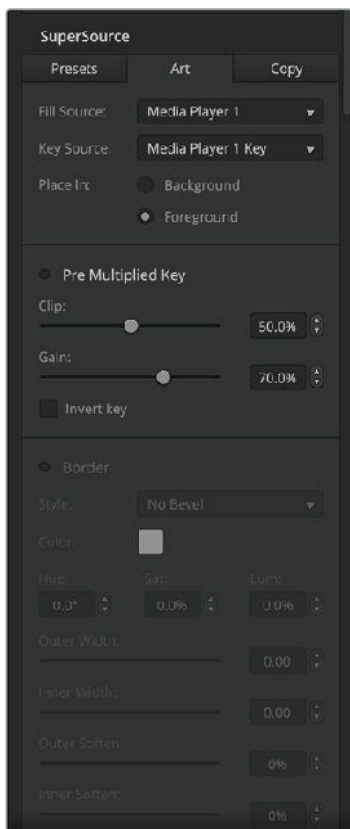 SuperSource
Presets Art Copy
Fill Source: Media Player 1
Key Source: Media Player 1 Key
Place In: Background
Foreground
Pre Multiplied Key
Clip:
50.0%
Gain:
70.0%
Invert key
Border
Style: No Bevel
Color:
Hue: Sat: Lum:
0.0° 0.0% 0.0%
Outer Width:
0.00
Inner Width:
0.00
Outer Soften:
0%
Inner Soften:
0%